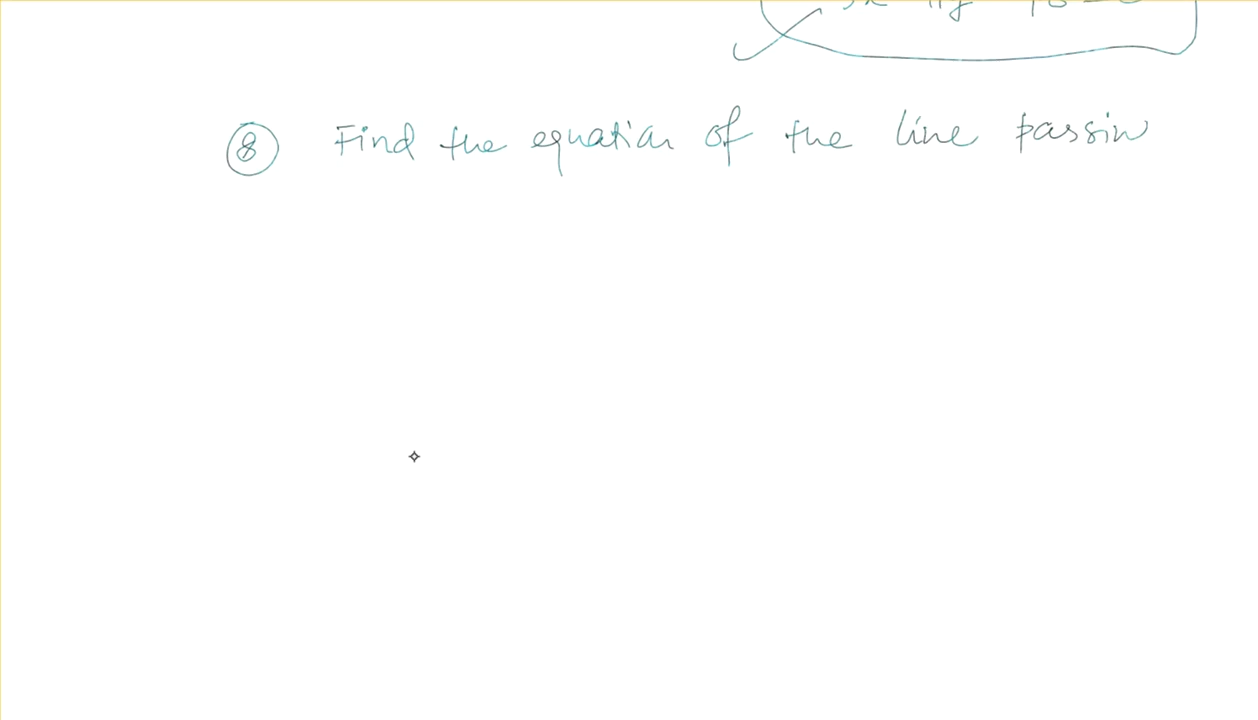 ⑧ Find the equation of the line passin